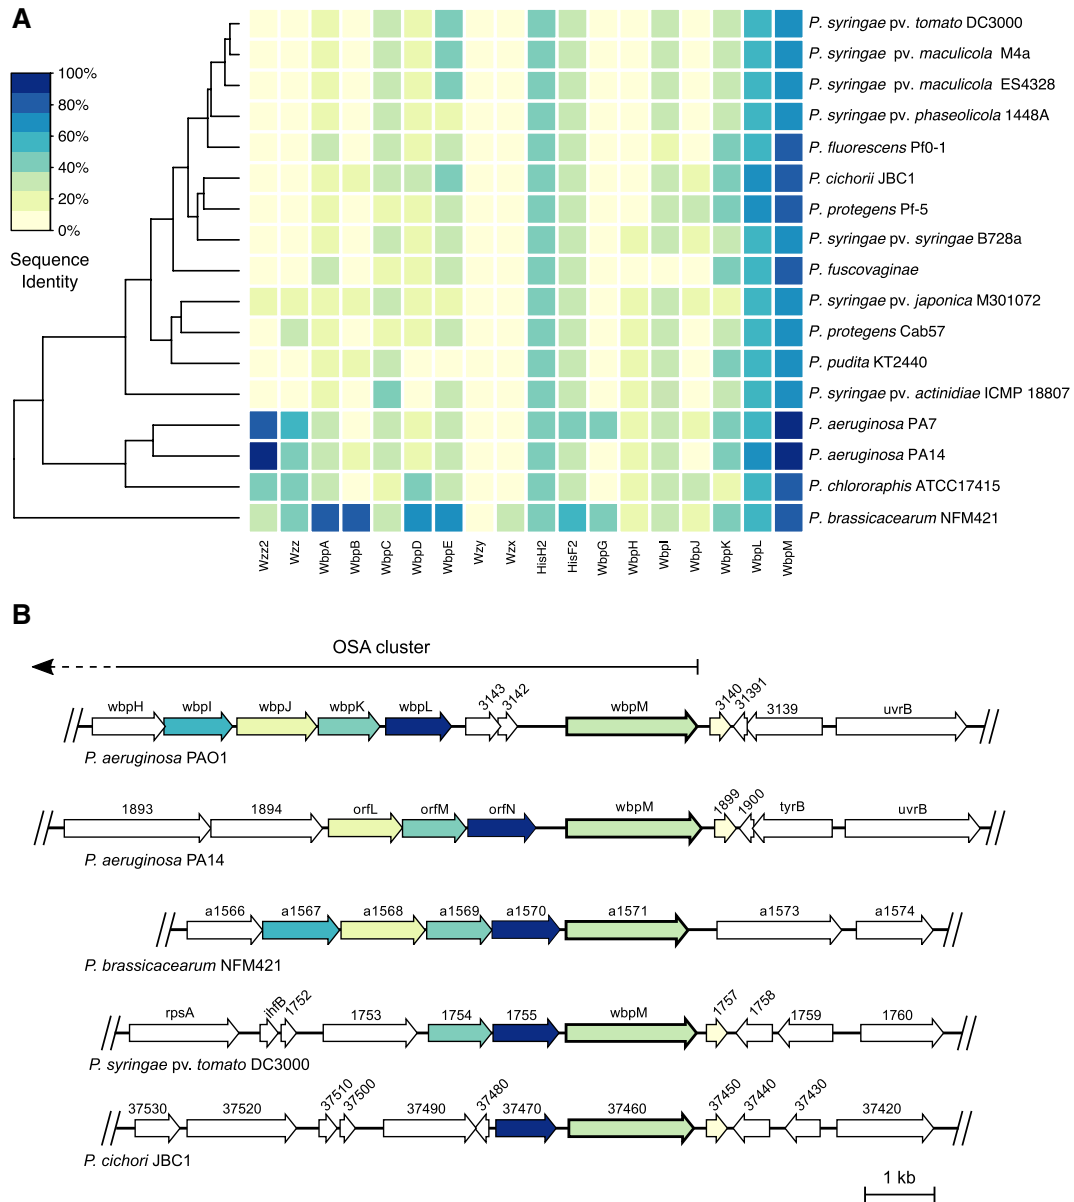 A
100%
80%
60%
40%
20%
0%
Sequence
Identity
P. syringae pv. tomato DC3000
P. syringae pv. maculicola M4a
P. syringae pv. maculicola ES4328
P. syringae pv. phaseolicola 1448A
P. fluorescens Pf0-1
P. cichorii JBC1
P. protegens Pf-5
P. syringae pv. syringae B728a
P. fuscovaginae
P. syringae pv. japonica M301072
P. protegens Cab57
P. pudita KT2440
P. syringae pv. actinidiae ICMP 18807
P. aeruginosa PA7
P. aeruginosa PA14
P. chlororaphis ATCC17415
P. brassicacearum NFM421
Wzz2 Wzz WbpA WbpB WbpC WbpD WbpE Wzy Wzx HisH2 HisF2 WbpG WbpH WbpI WbpJ WbpK WbpL WbpM
B
OSA cluster
wbpH wbpI wbpJ wbpK wbpL 3143 3142 wbpM 3140 31391 3139 uvrB
P. aeruginosa PAO1
1893 1894 orfL orfM orfN wbpM 1899 1900 tyrB uvrB
P. aeruginosa PA14
a1566 a1567 a1568 a1569 a1570 a1571 a1573 a1574
P. brassicacearum NFM421
rpsA ihfB 1752 1753 1754 1755 wbpM 1757 1758 1759 1760
P. syringae pv. tomato DC3000
37530 37520 37510 37500 37490 37480 37470 37460 37450 37440 37430 37420
P. cichori JBC1
1 kb